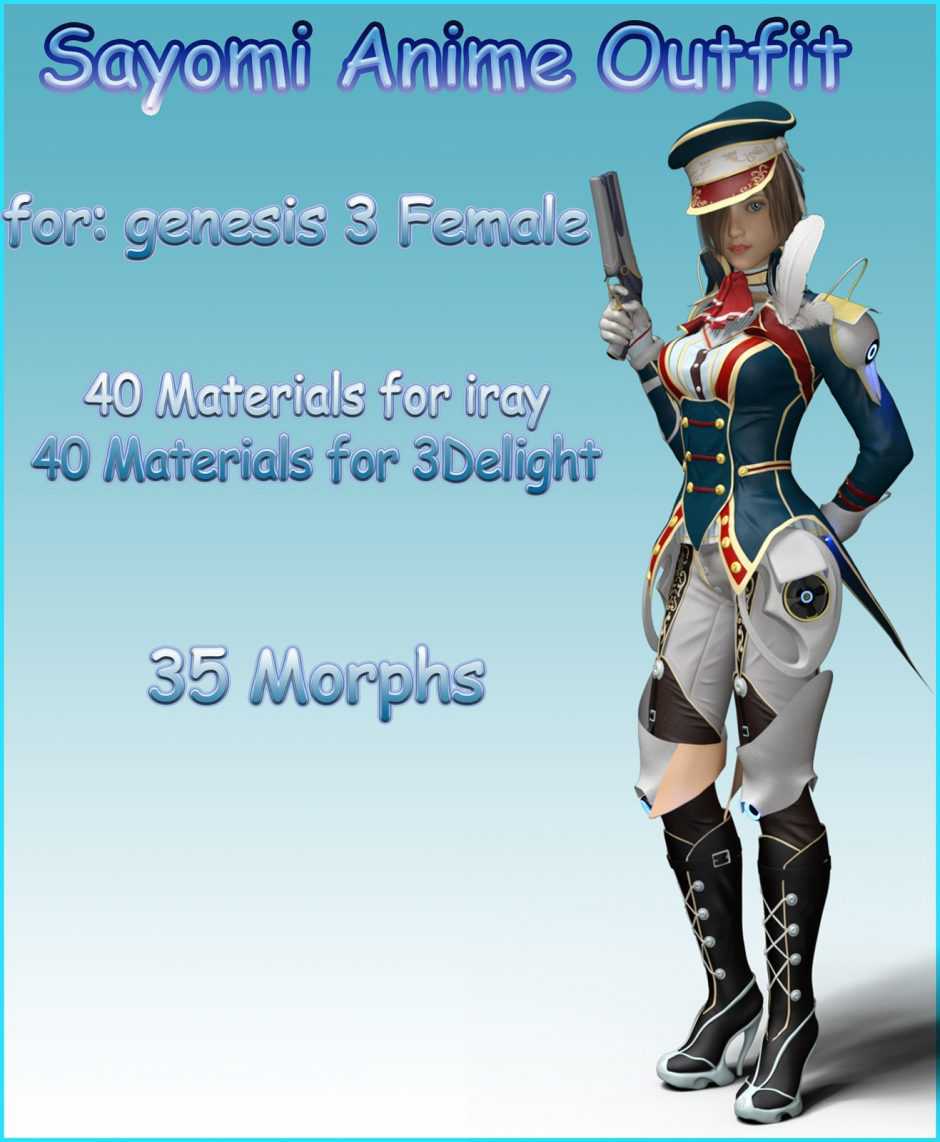 Sayomi Anime Outfit
for: genesis 3 Female
40 Materials for iray
40 Materials for 3Delight
35 Morphs